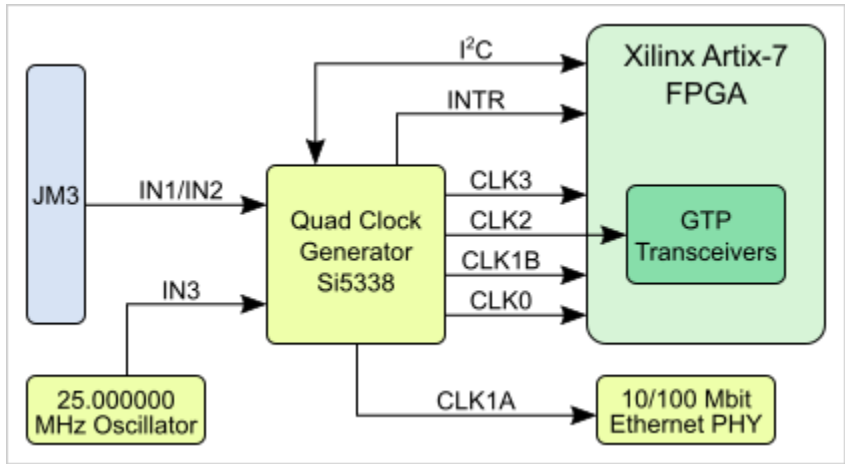 I²C
Xilinx Artix-7
FPGA
INTR
JM3
IN1/IN2
Quad Clock
Generator
Si5338
CLK3
CLK2
CLK1B
CLK0
GTP
Transceivers
IN3
25.000000
MHz Oscillator
CLK1A
10/100 Mbit
Ethernet PHY